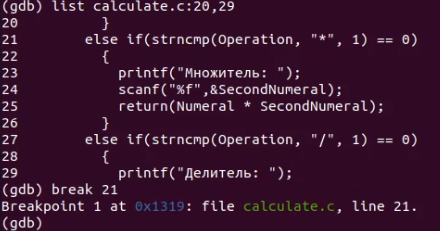 (gdb) list calculate.c:20,29
20 }
21 else if(strncmp(Operation, "*", 1) == 0)
22 {
23 printf("Множитель: ");
24 scanf("%f",&SecondNumeral);
25 return(Numeral * SecondNumeral);
26 }
27 else if(strncmp(Operation, "/", 1) == 0)
28 {
29 printf("Делитель: ");
(gdb) break 21
Breakpoint 1 at 0x1319: file calculate.c, line 21.
(gdb)